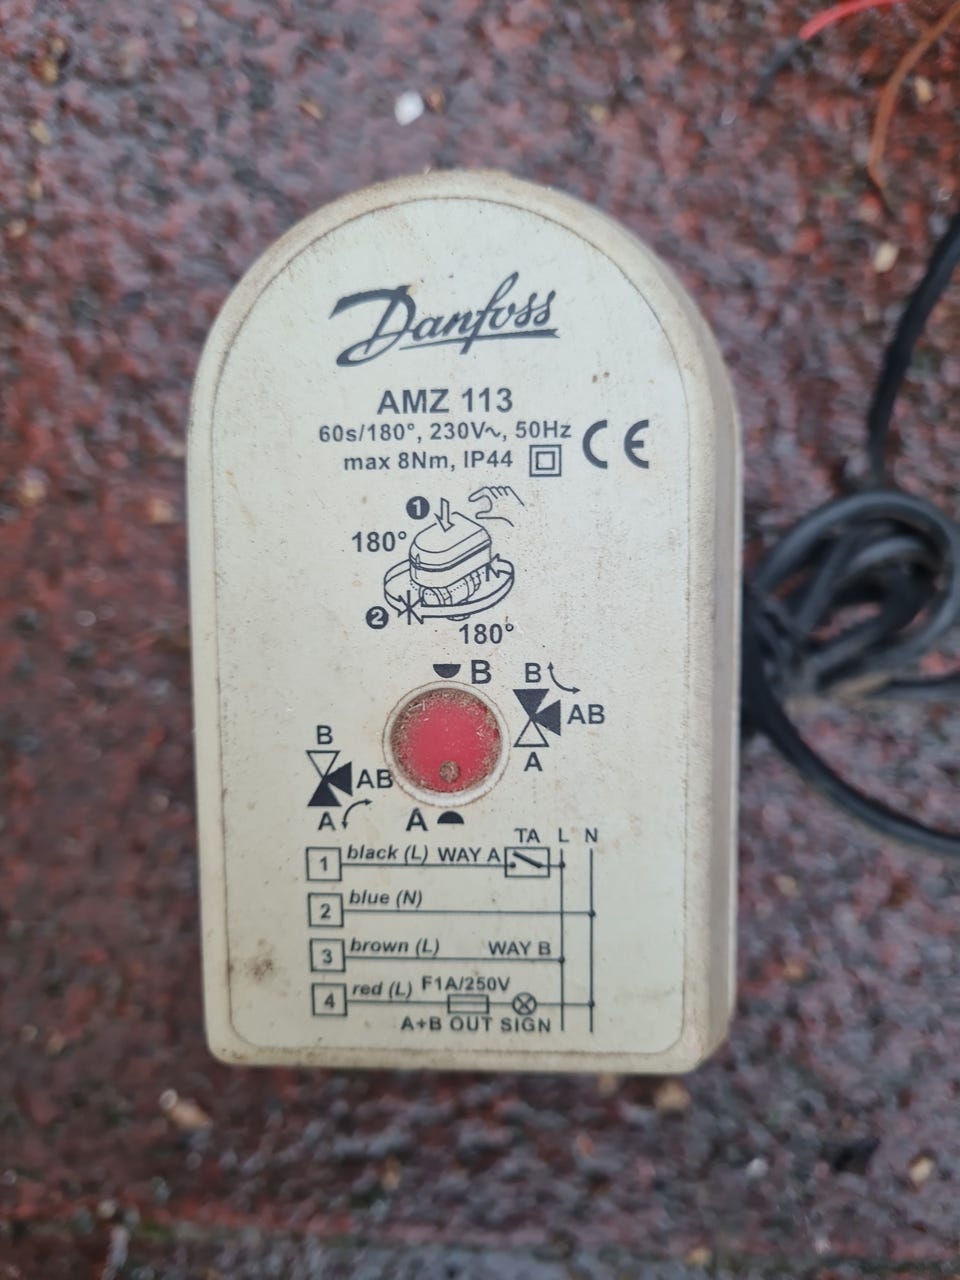 Danfoss
AMZ 113
60s/180°, 230V~, 50Hz
max 8Nm, IP44
CE
1
180°
2
180°
B
B
AB
A
B
AB
A
A
TA L N
1 black (L) WAY A
2 blue (N)
3 brown (L) WAY B
4 red (L) F1A/250V
A+B OUT SIGN